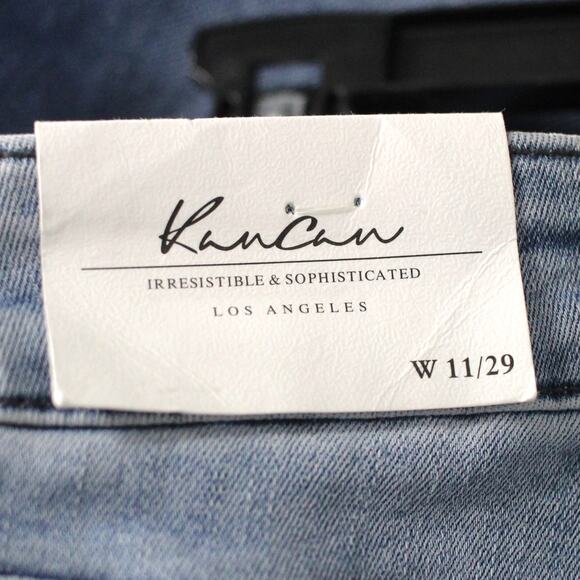 KanCan
IRRESISTIBLE & SOPHISTICATED
LOS ANGELES
W 11/29